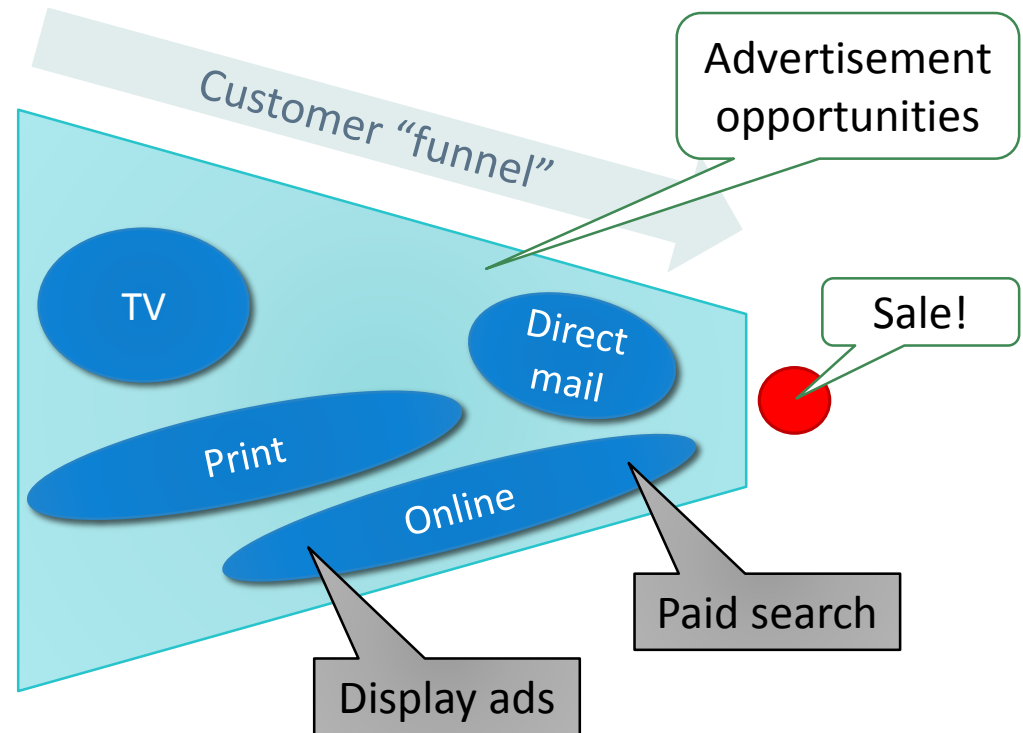 Advertisement
opportunities
Customer “funnel”
TV
Direct
mail
Sale!
Print
Online
Paid search
Display ads